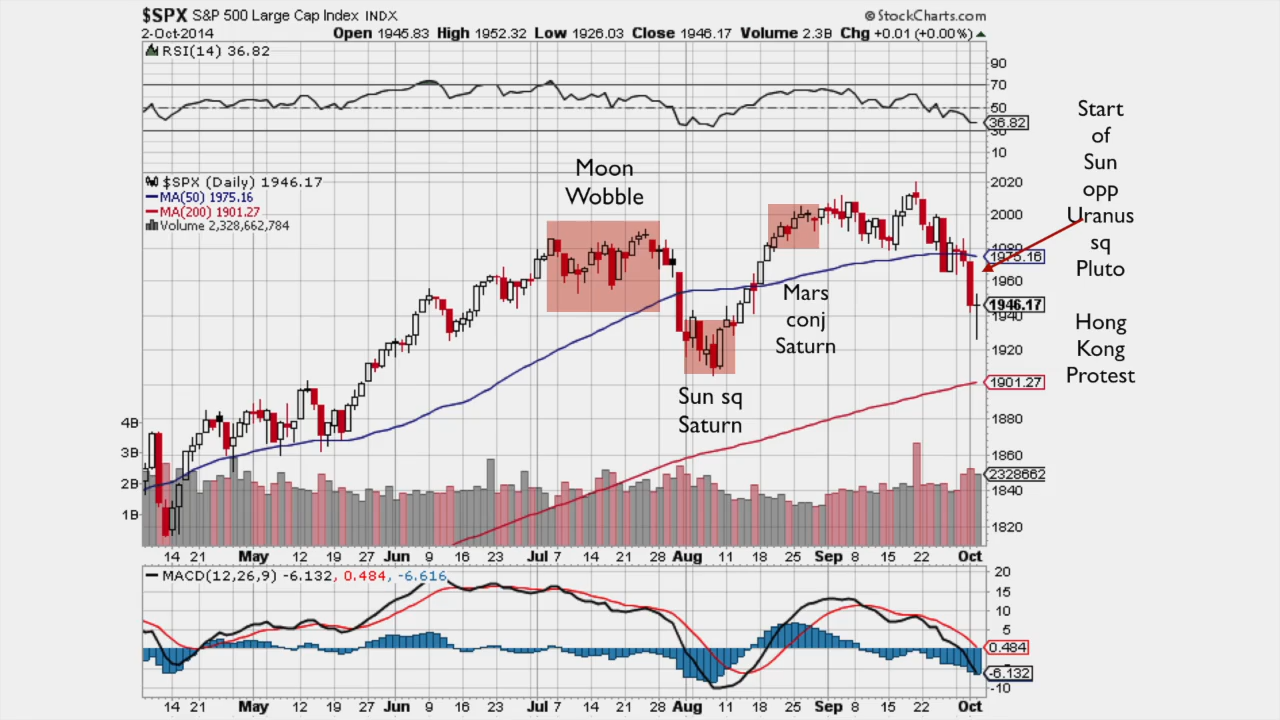 $SPX S&P 500 Large Cap Index INDX
© StockCharts.com
2-Oct-2014
Open 1945.83 High 1952.32 Low 1926.03 Close 1946.17 Volume 2.3B Chg +0.01 (+0.00%)
RSI(14) 36.82
90
70
50
36.82
30
10
$SPX (Daily) 1946.17
MA(50) 1975.16
MA(200) 1901.27
Volume 2,328,662,784
Moon
Wobble
Sun sq
Saturn
Mars
conj
Saturn
Start
of
Sun
opp
Uranus
sq
Pluto
Hong
Kong
Protest
2020
2000
1980
1975.16
1960
1946.17
1940
1920
1901.27
1880
1860
2328662
1840
1820
4B
3B
2B
1B
14 21 May 12 19 27 Jun 9 16 23 Jul 7 14 21 28 Aug 11 18 25 Sep 8 15 22 Oct
MACD(12,26,9) -6.132, 0.484, -6.616
20
15
10
5
0.484
-6.132
-10
14 21 May 12 19 27 Jun 9 16 23 Jul 7 14 21 28 Aug 11 18 25 Sep 8 15 22 Oct